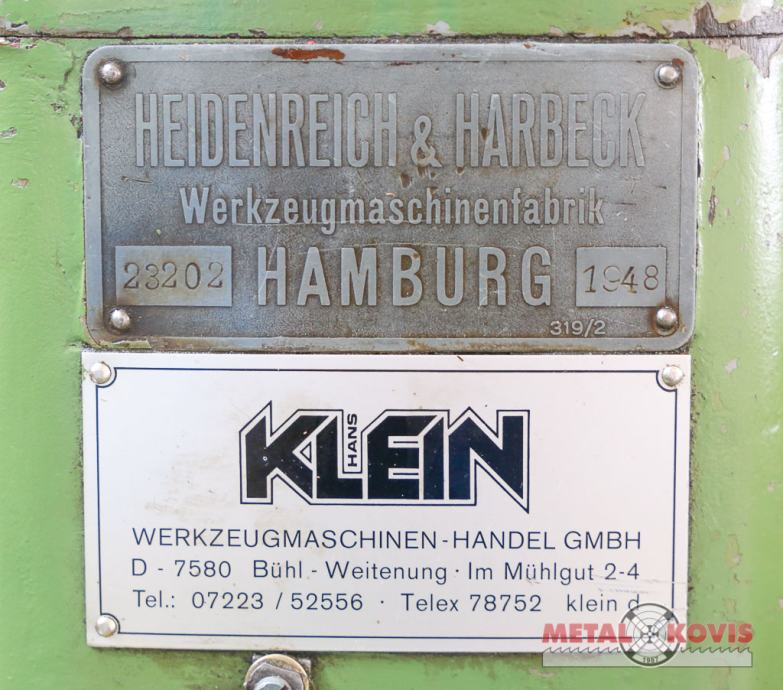 HEIDENREICH & HARBECK
Werkzeugmaschinenfabrik
23202 HAMBURG 1948
319/2
HANS KLEIN
WERKZEUGMASCHINEN-HANDEL GMBH
D - 7580 Bühl - Weitenung · Im Mühlgut 2-4
Tel.: 07223 / 52556 · Telex 78752 klein d
METAL KOVIS
1987